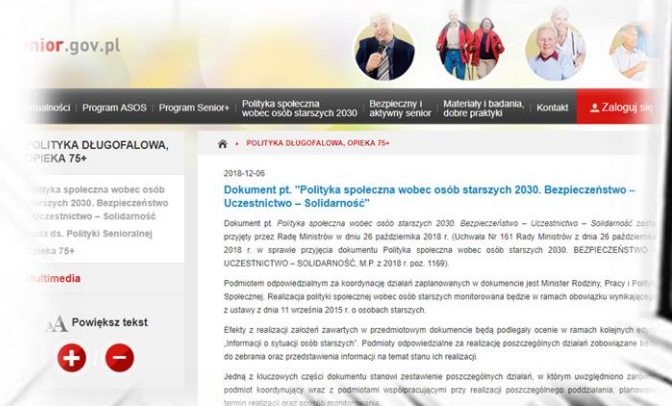 nior.gov.pl
Aktualności
Program ASOS
Program Senior+
Polityka społeczna
wobec osób starszych 2030
Bezpieczny i
aktywny senior
Materiały i badania,
dobre praktyki
Kontakt
Zaloguj się
POLITYKA DŁUGOFALOWA,
OPIEKA 75+
Polityka społeczna wobec osób
starszych 2030. Bezpieczeństwo
– Uczestnictwo – Solidarność
Rada ds. Polityki Senioralnej
Opieka 75+
Multimedia
AA Powiększ tekst
+ −
POLITYKA DŁUGOFALOWA, OPIEKA 75+
2018-12-06
Dokument pt. "Polityka społeczna wobec osób starszych 2030. Bezpieczeństwo –
Uczestnictwo – Solidarność"
Dokument pt. Polityka społeczna wobec osób starszych 2030. Bezpieczeństwo – Uczestnictwo – Solidarność został
przyjęty przez Radę Ministrów w dniu 26 października 2018 r. (Uchwała Nr 161 Rady Ministrów z dnia 26 października
2018 r. w sprawie przyjęcia dokumentu Polityka społeczna wobec osób starszych 2030. BEZPIECZEŃSTWO –
UCZESTNICTWO – SOLIDARNOŚĆ, M.P. z 2018 r. poz. 1169).
Podmiotem odpowiedzialnym za koordynację działań zaplanowanych w dokumencie jest Minister Rodziny, Pracy i Polityki
Społecznej. Realizacja polityki społecznej wobec osób starszych monitorowana będzie w ramach obowiązku wynikającego
z ustawy z dnia 11 września 2015 r. o osobach starszych.
Efekty z realizacji założeń zawartych w przedmiotowym dokumencie będą podlegały ocenie w ramach kolejnych edycji
„Informacji o sytuacji osób starszych”. Podmioty odpowiedzialne za realizację poszczególnych działań zobowiązane będą
do zebrania oraz przedstawienia informacji na temat stanu ich realizacji.
Jedną z kluczowych części dokumentu stanowi zestawienie poszczególnych działań, w którym uwzględniono zarówno
podmiot koordynujący wraz z podmiotami współpracującymi przy realizacji poszczególnego poddziałania, planowany
termin realizacji oraz sposób monitorowania.